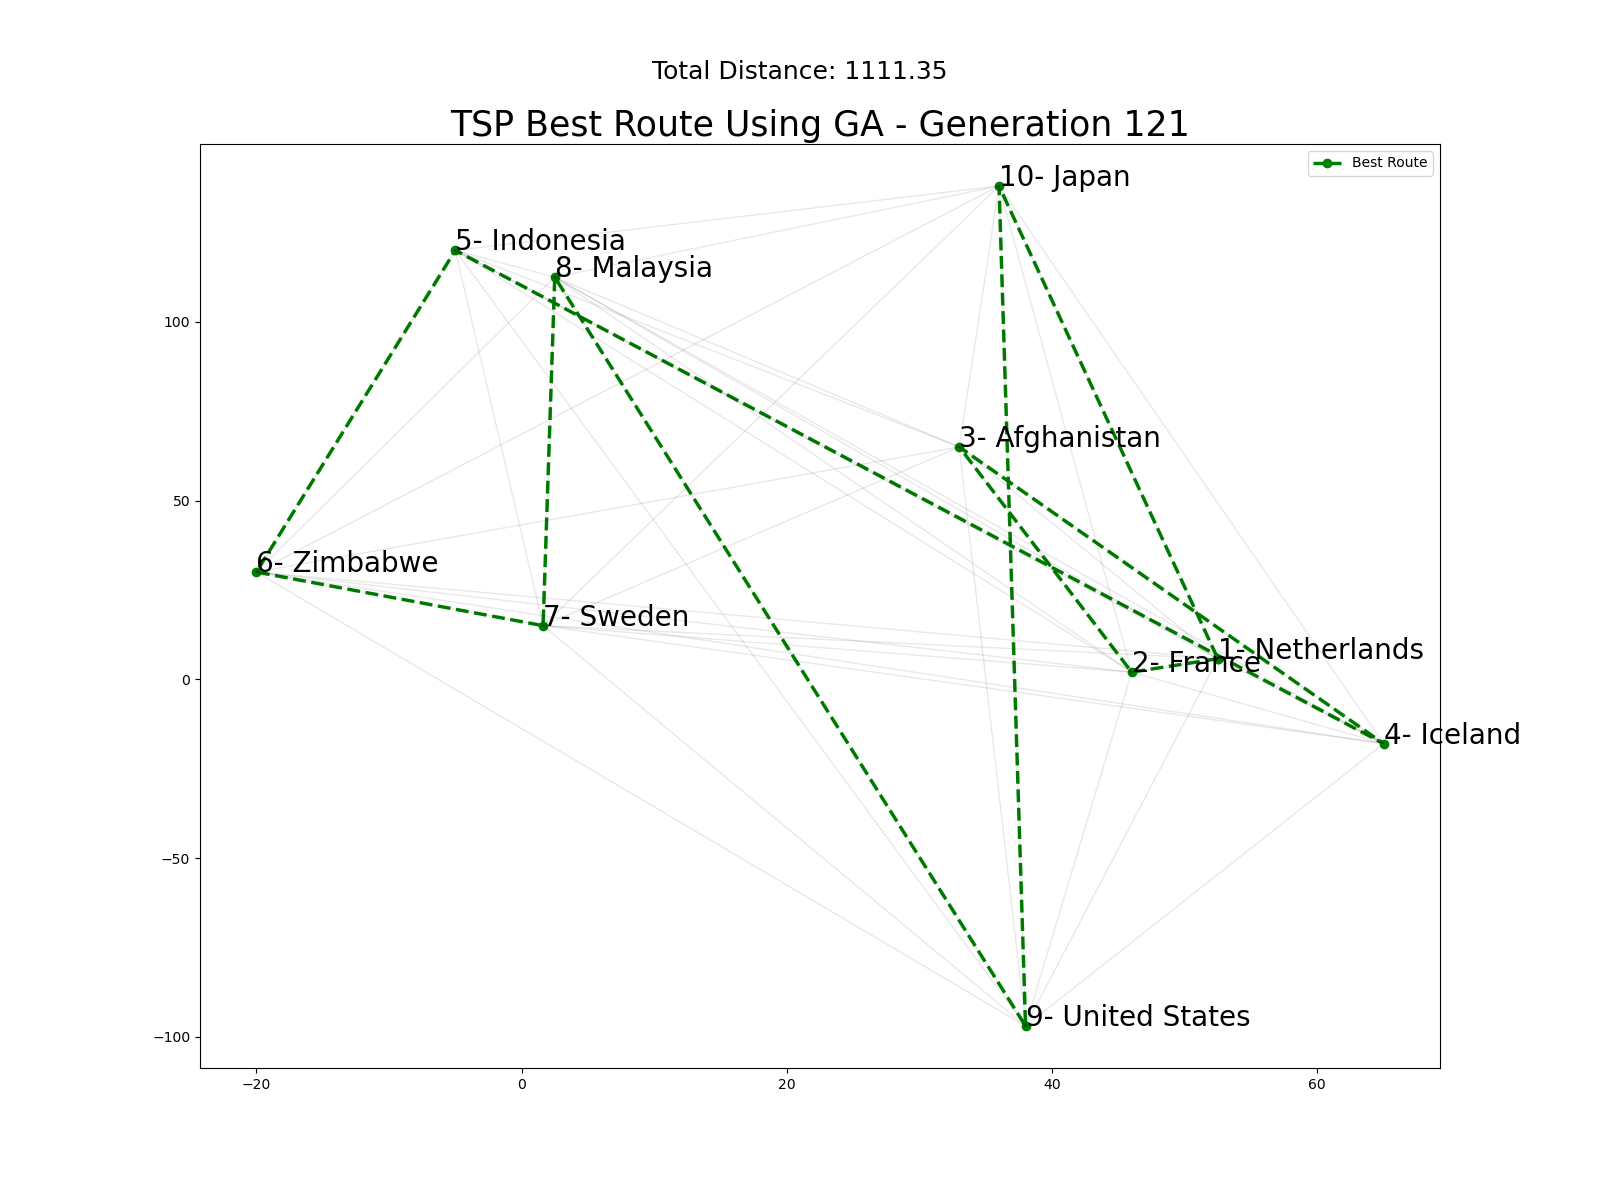 Total Distance: 1111.35
TSP Best Route Using GA - Generation 121
Best Route
10- Japan
5- Indonesia
8- Malaysia
100
3- Afghanistan
50
6- Zimbabwe
7- Sweden
1- Netherlands
2- France
0
4- Iceland
−50
9- United States
−100
−20 0 20 40 60